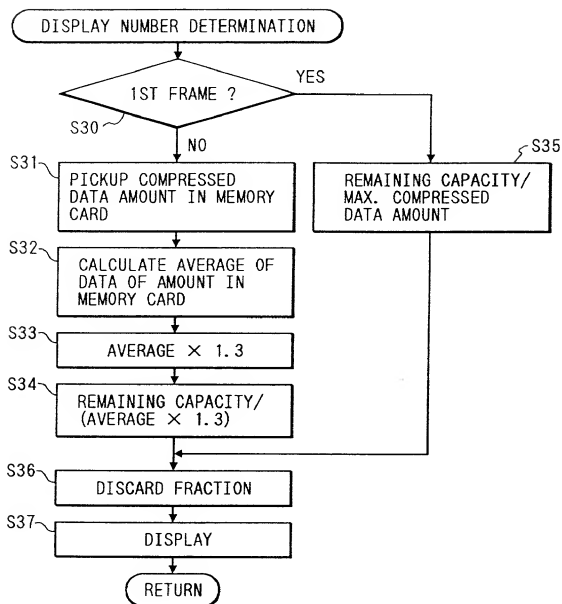 DISPLAY NUMBER DETERMINATION
1ST FRAME ?
YES
S30
NO
S31
PICKUP COMPRESSED
DATA AMOUNT IN MEMORY
CARD
S35
REMAINING CAPACITY/
MAX. COMPRESSED
DATA AMOUNT
S32
CALCULATE AVERAGE OF
DATA OF AMOUNT IN
MEMORY CARD
S33
AVERAGE × 1.3
S34
REMAINING CAPACITY/
(AVERAGE × 1.3)
S36
DISCARD FRACTION
S37
DISPLAY
RETURN